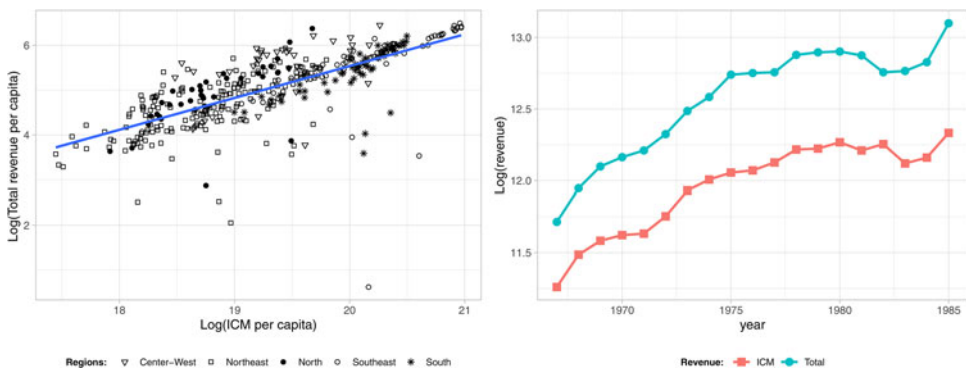 Log(Total revenue per capita)
6
4
2
18
19
20
21
Log(ICM per capita)
Regions: Center-West Northeast North Southeast South
Log(revenue)
13.0
12.5
12.0
11.5
1970
1975
1980
1985
year
Revenue: ICM Total